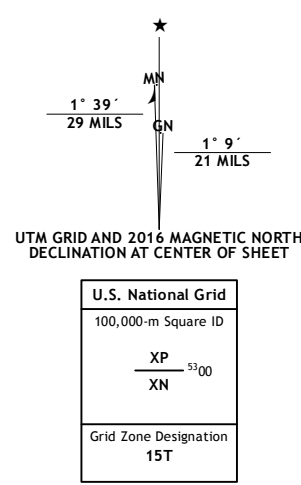 ★
MN
1° 39´
29 MILS
GN
1° 9´
21 MILS
UTM GRID AND 2016 MAGNETIC NORTH
DECLINATION AT CENTER OF SHEET
U.S. National Grid
100,000-m Square ID
XP
5300
XN
Grid Zone Designation
15T